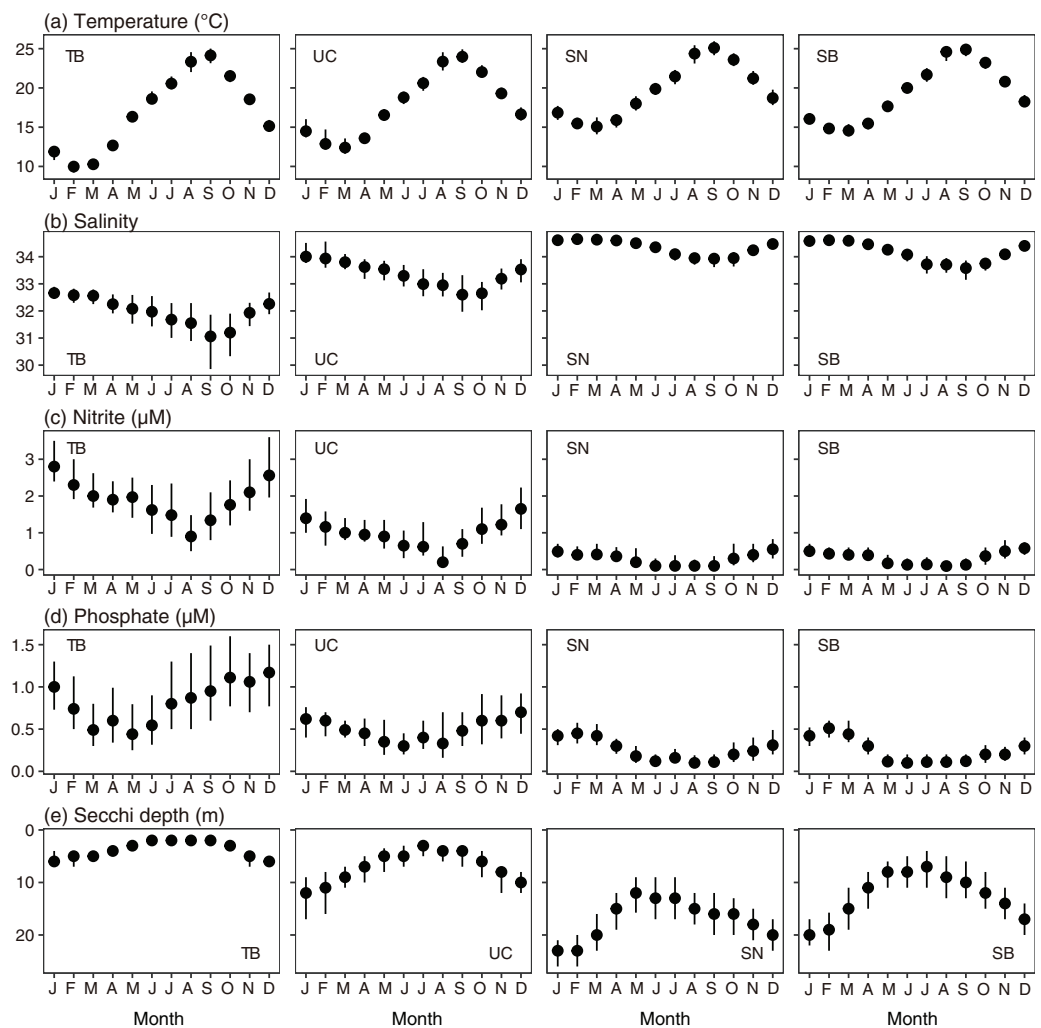 (a) Temperature (°C)
TB UC SN SB
25
20
15
10
J F M A M J J A S O N D J F M A M J J A S O N D J F M A M J J A S O N D J F M A M J J A S O N D
(b) Salinity
34
33
32
31
30
TB UC SN SB
J F M A M J J A S O N D J F M A M J J A S O N D J F M A M J J A S O N D J F M A M J J A S O N D
(c) Nitrite (µM)
TB UC SN SB
3
2
1
0
J F M A M J J A S O N D J F M A M J J A S O N D J F M A M J J A S O N D J F M A M J J A S O N D
(d) Phosphate (µM)
TB UC SN SB
1.5
1.0
0.5
0.0
J F M A M J J A S O N D J F M A M J J A S O N D J F M A M J J A S O N D J F M A M J J A S O N D
(e) Secchi depth (m)
0
10
20
TB UC SN SB
J F M A M J J A S O N D J F M A M J J A S O N D J F M A M J J A S O N D J F M A M J J A S O N D
Month Month Month Month